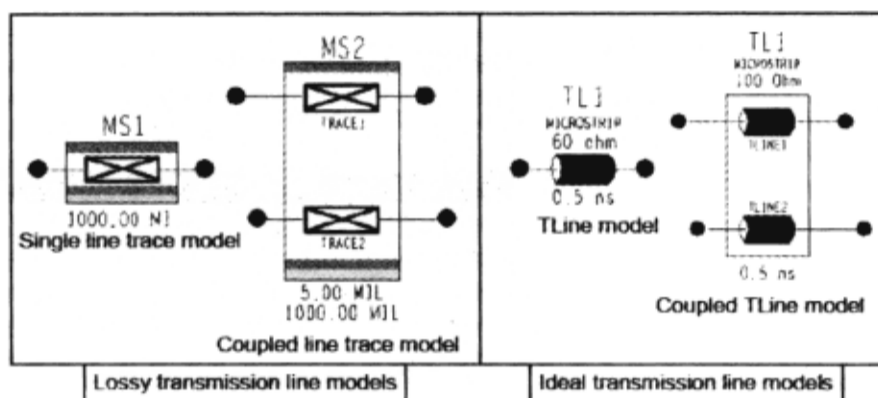 MS1
1000.00 MI
Single line trace model
MS2
TRACE1
TRACE2
5.00 MIL
1000.00 MIL
Coupled line trace model
TL1
MICROSTRIP
60 ohm
0.5 ns
TLine model
TL1
MICROSTRIP
100 Ohm
TLINE1
TLINE2
0.5 ns
Coupled TLine model
Lossy transmission line models
Ideal transmission line models